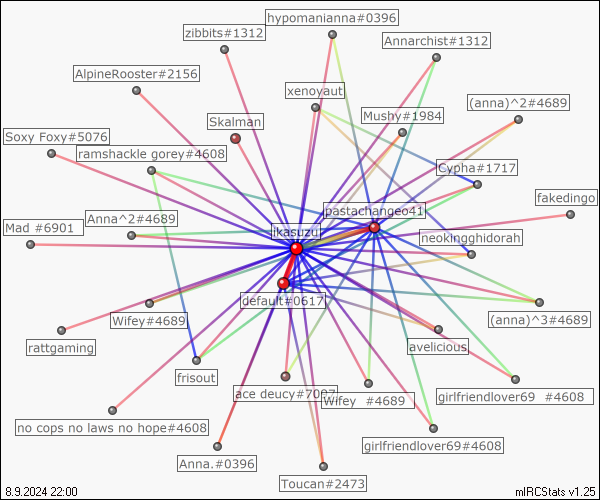 hypomanianna#0396
zibbits#1312
Annarchist#1312
AlpineRooster#2156
xenoyaut
(anna)^2#4689
Mushy#1984
Skalman
Soxy Foxy#5076
ramshackle gorey#4608
Cypha#1717
fakedingo
pastachangeo41
Anna^2#4689
Mad #6901
jikasuzu
neokingghidorah
default#0617
(anna)^3#4689
Wifey#4689
rattgaming
avelicious
frisout
ace deucy#7007
Wifey #4689
girlfriendlover69 #4608
no cops no laws no hope#4608
girlfriendlover69#4608
Anna.#0396
Toucan#2473
8.9.2024 22:00
mIRCStats v1.25